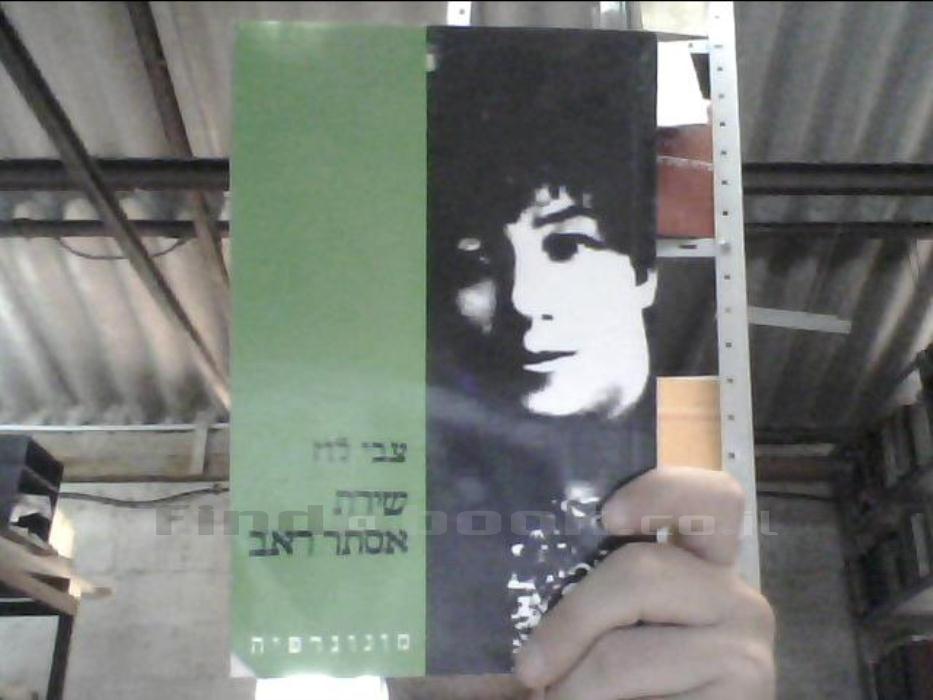 צבי לוז
שירת
אסתר ראב
מונוגרפיה
Findabook.co.il